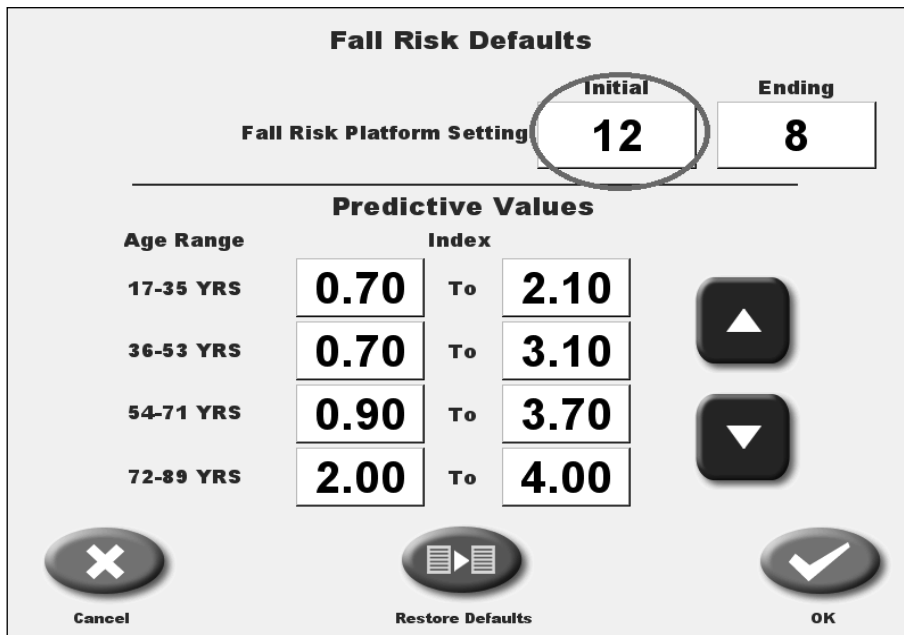 Fall Risk Defaults
Initial Ending
Fall Risk Platform Setting 12 8
Predictive Values
Age Range Index
17-35 YRS 0.70 To 2.10
36-53 YRS 0.70 To 3.10
54-71 YRS 0.90 To 3.70
72-89 YRS 2.00 To 4.00
Cancel Restore Defaults OK